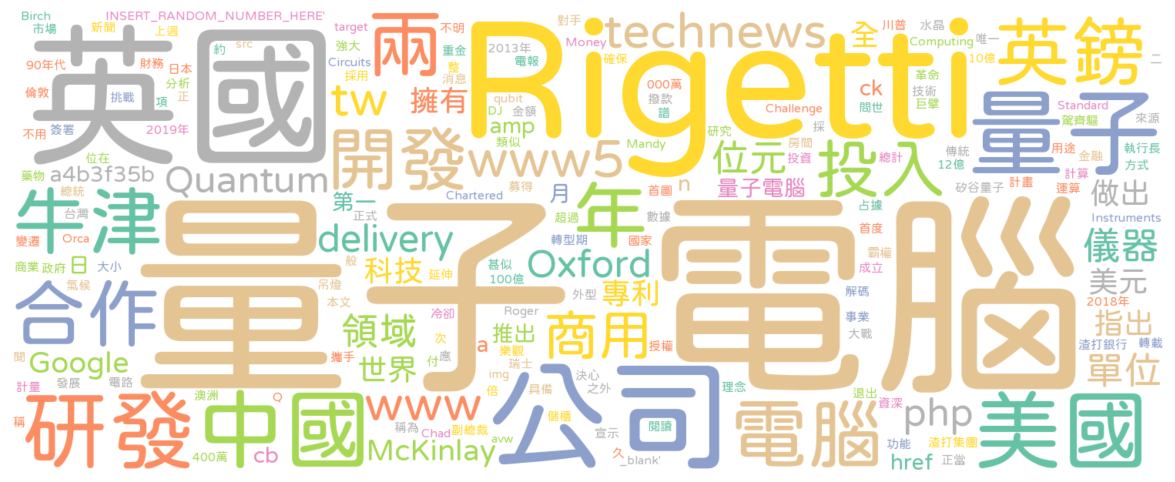 Birch
市場
新聞
INSERT_RANDOM_NUMBER_HERE'
上週
約
src
target
強大
兩
不明
重金
整
消息
2013年
電報
對手
Money
technews
確保
川普
全
水晶
Computing
唯一
10億
英鎊
二
90年代
財務
日本
分析
正
項
倫敦
挑戰
英國
Circuits
採用
tw
擁有
Rigetti
000萬
撥款
譜
Challenge
ck
問世
革命
技術
巨擘
量子
Standard
駕齊驅
來源
不用
簽署
2019年
qubit
DJ
金額
amp
類似
研究
Mandy
房間
採
投資
位元
量子電腦
總計
投入
傳統
12億
用途
金融
執行長
方式
位在
a4b3f35b
藥物
總統
Quantum
開發
www5
n
矽谷量子
計畫
計算
運算
做出
牛津
台灣
第一
正式
Chartered
募得
月
超過
年
首圖
數據
占據
首度
Instruments
儀器
變遷
Orca
量子電腦
delivery
轉型期
國家
霸權
成立
商業
政府
日
大小
般
科技
延伸
甚似
100億
Oxford
專利
美元
氣候
吊燈
本文
外型
解碼
2018年
合作
冷卻
Roger
事業
大戰
指出
領域
次
推出
商用
授權
渣打銀行
轉載
聞
Google
攜手
世界
付
應
a
樂觀
瑞士
單位
計量
發展
電路
img
倍
具備
決心
之外
理念
退出
資深
研發
中國
澳洲
Q
www
儲櫃
公司
閱讀
電腦
php
美國
稱
400萬
cb
稱為
Chad
副總裁
McKinlay
avw
宣示
久
_blank'
功能
href
渣打集團
正當